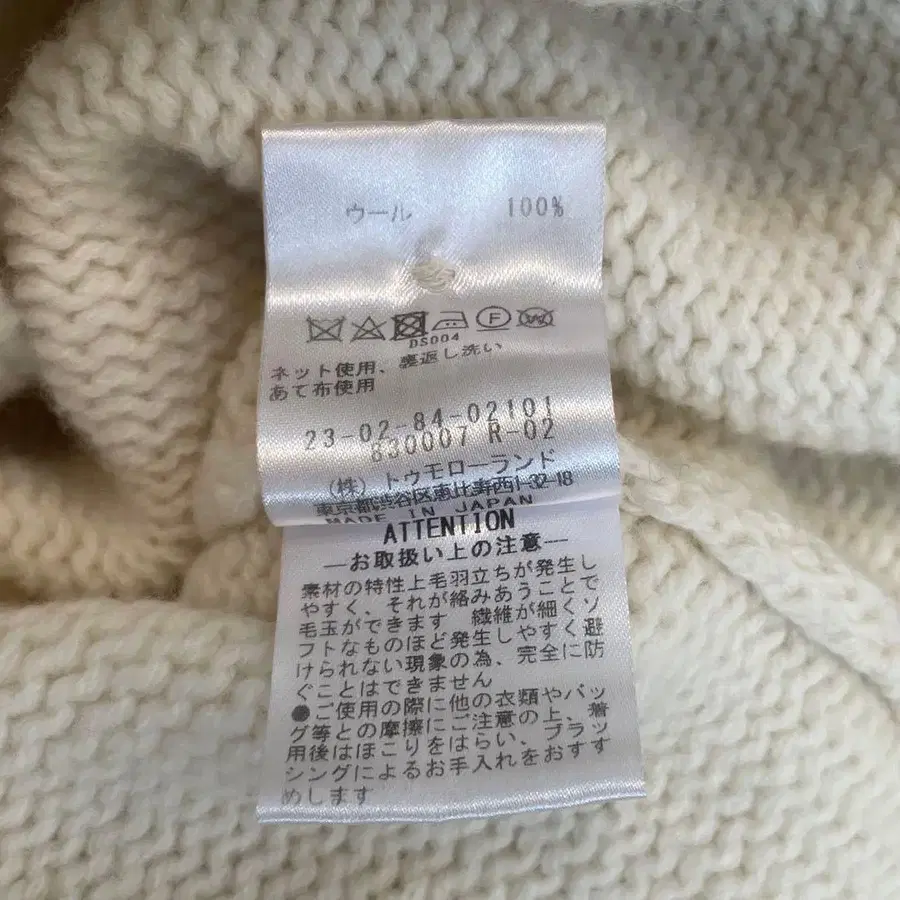 ウール 100%
DS004
ネット使用、裏返し洗い
あて布使用
23-02-84-02101
830007 R-02
(株)トゥモローランド
東京都渋谷区恵比寿西1-32-18
MADE IN JAPAN
ATTENTION
―お取扱い上の注意―
素材の特性上毛羽立ちが発生し
やすく、それが絡みあうことで
毛玉ができます 繊維が細くソ
フトなものほど発生しやすく避
けられない現象の為、完全に防
ぐことはできません
●ご使用の際に他の衣類やバッ
グ等との摩擦にご注意の上、着
用後はほこりをはらい、ブラッ
シングによるお手入れをおすす
めします